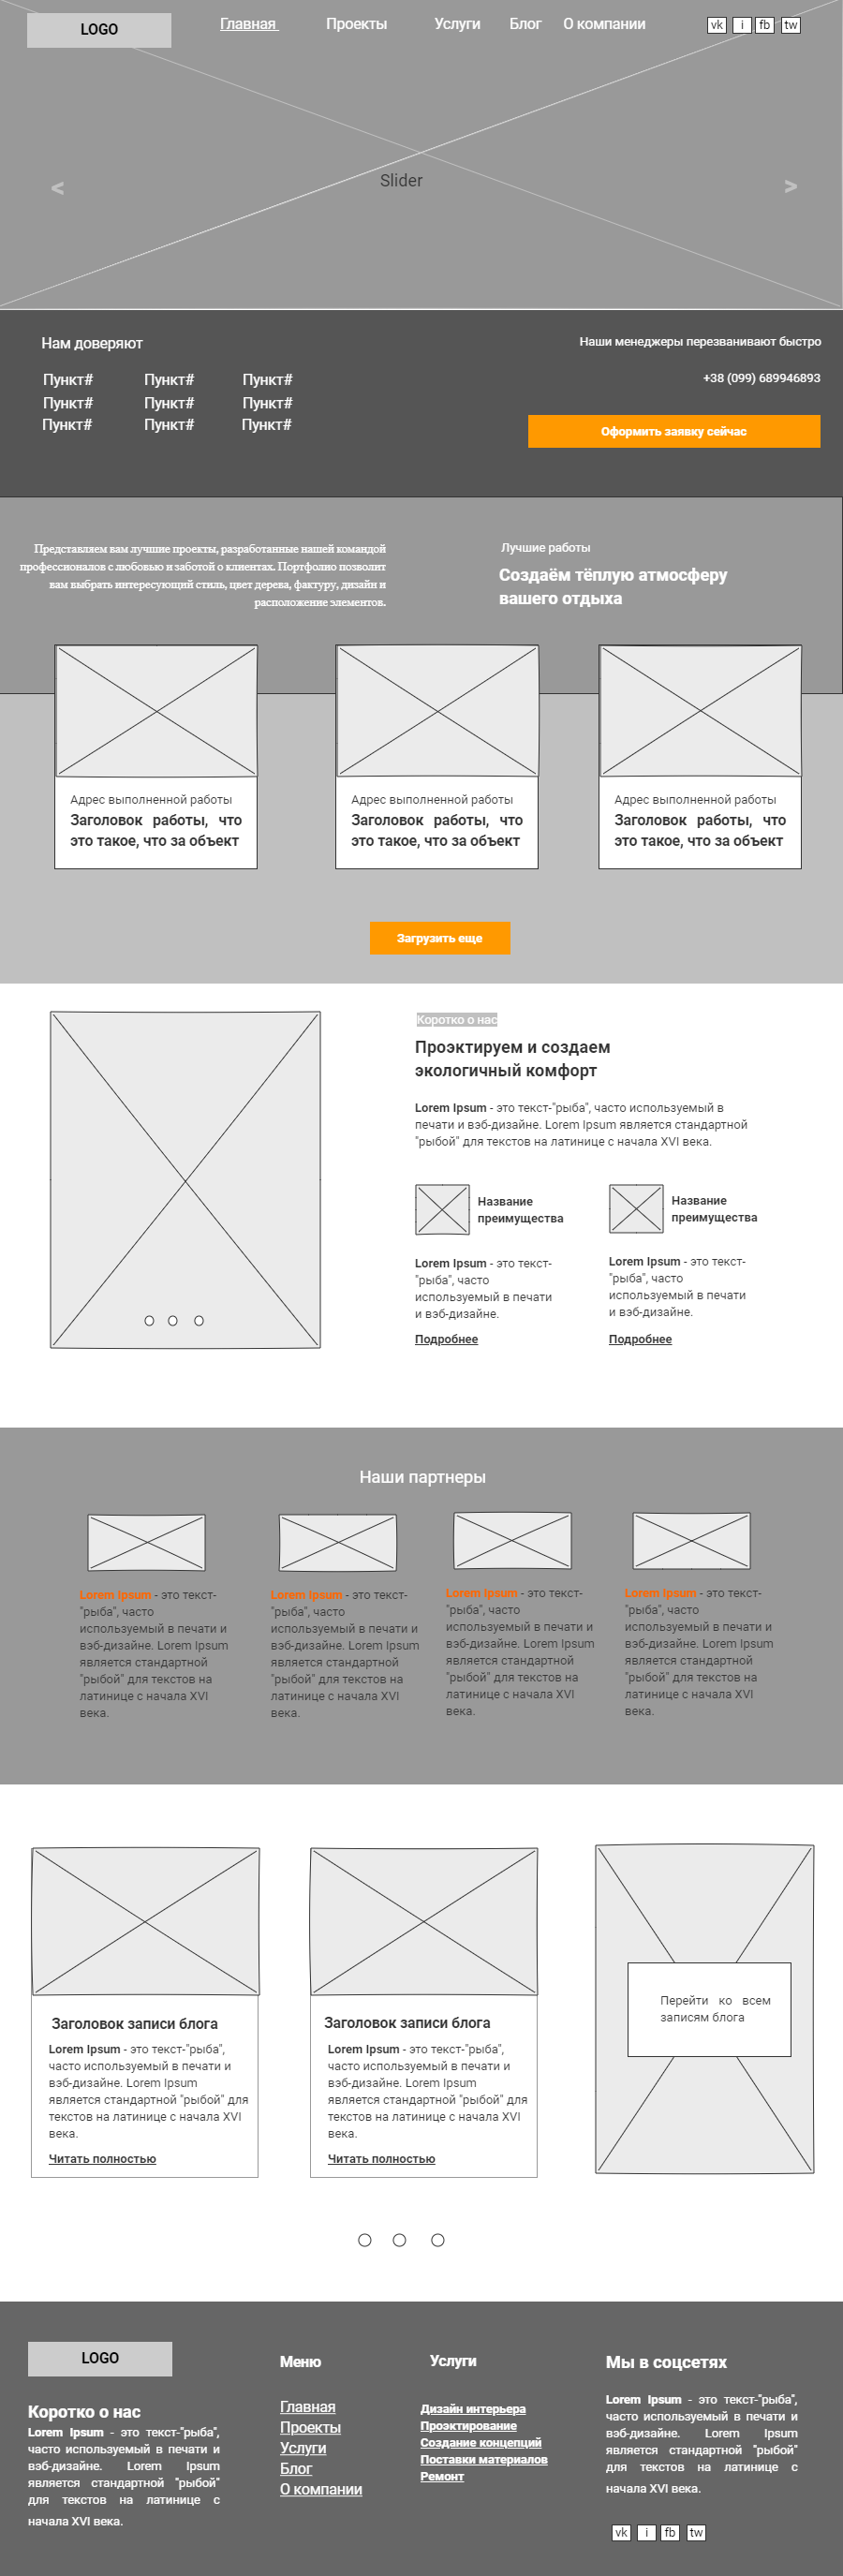 LOGO
Главная
Проекты
Услуги
Блог
О компании
vk
i
fb
tw
Slider
<
>
Нам доверяют
Пункт# Пункт# Пункт#
Пункт# Пункт# Пункт#
Пункт# Пункт# Пункт#
Наши менеджеры перезванивают быстро
+38 (099) 689946893
Оформить заявку сейчас
Представляем вам лучшие проекты, разработанные нашей командой
профессионалов с любовью и заботой о клиентах. Портфолио позволит
вам выбрать интересующий стиль, цвет дерева, фактуру, дизайн и
расположение элементов.
Лучшие работы
Создаём тёплую атмосферу
вашего отдыха
Адрес выполненной работы
Заголовок работы, что
это такое, что за объект
Адрес выполненной работы
Заголовок работы, что
это такое, что за объект
Адрес выполненной работы
Заголовок работы, что
это такое, что за объект
Загрузить еще
Коротко о нас
Проэктируем и создаем
экологичный комфорт
Lorem Ipsum - это текст-"рыба", часто используемый в
печати и вэб-дизайне. Lorem Ipsum является стандартной
"рыбой" для текстов на латинице с начала XVI века.
Название
преимущества
Lorem Ipsum - это текст-
"рыба", часто
используемый в печати
и вэб-дизайне.
Подробнее
Название
преимущества
Lorem Ipsum - это текст-
"рыба", часто
используемый в печати
и вэб-дизайне.
Подробнее
Наши партнеры
Lorem Ipsum - это текст-
"рыба", часто
используемый в печати и
вэб-дизайне. Lorem Ipsum
является стандартной
"рыбой" для текстов на
латинице с начала XVI
века.
Lorem Ipsum - это текст-
"рыба", часто
используемый в печати и
вэб-дизайне. Lorem Ipsum
является стандартной
"рыбой" для текстов на
латинице с начала XVI
века.
Lorem Ipsum - это текст-
"рыба", часто
используемый в печати и
вэб-дизайне. Lorem Ipsum
является стандартной
"рыбой" для текстов на
латинице с начала XVI
века.
Lorem Ipsum - это текст-
"рыба", часто
используемый в печати и
вэб-дизайне. Lorem Ipsum
является стандартной
"рыбой" для текстов на
латинице с начала XVI
века.
Заголовок записи блога
Lorem Ipsum - это текст-"рыба",
часто используемый в печати и
вэб-дизайне. Lorem Ipsum
является стандартной "рыбой" для
текстов на латинице с начала XVI
века.
Читать полностью
Заголовок записи блога
Lorem Ipsum - это текст-"рыба",
часто используемый в печати и
вэб-дизайне. Lorem Ipsum
является стандартной "рыбой" для
текстов на латинице с начала XVI
века.
Читать полностью
Перейти ко всем
записям блога
LOGO
Коротко о нас
Lorem Ipsum - это текст-"рыба",
часто используемый в печати и
вэб-дизайне. Lorem Ipsum
является стандартной "рыбой"
для текстов на латинице с
начала XVI века.
Меню
Главная
Проекты
Услуги
Блог
О компании
Услуги
Дизайн интерьера
Проэктирование
Создание концепций
Поставки материалов
Ремонт
Мы в соцсетях
Lorem Ipsum - это текст-"рыба",
часто используемый в печати и
вэб-дизайне. Lorem Ipsum
является стандартной "рыбой"
для текстов на латинице с
начала XVI века.
vk
i
fb
tw